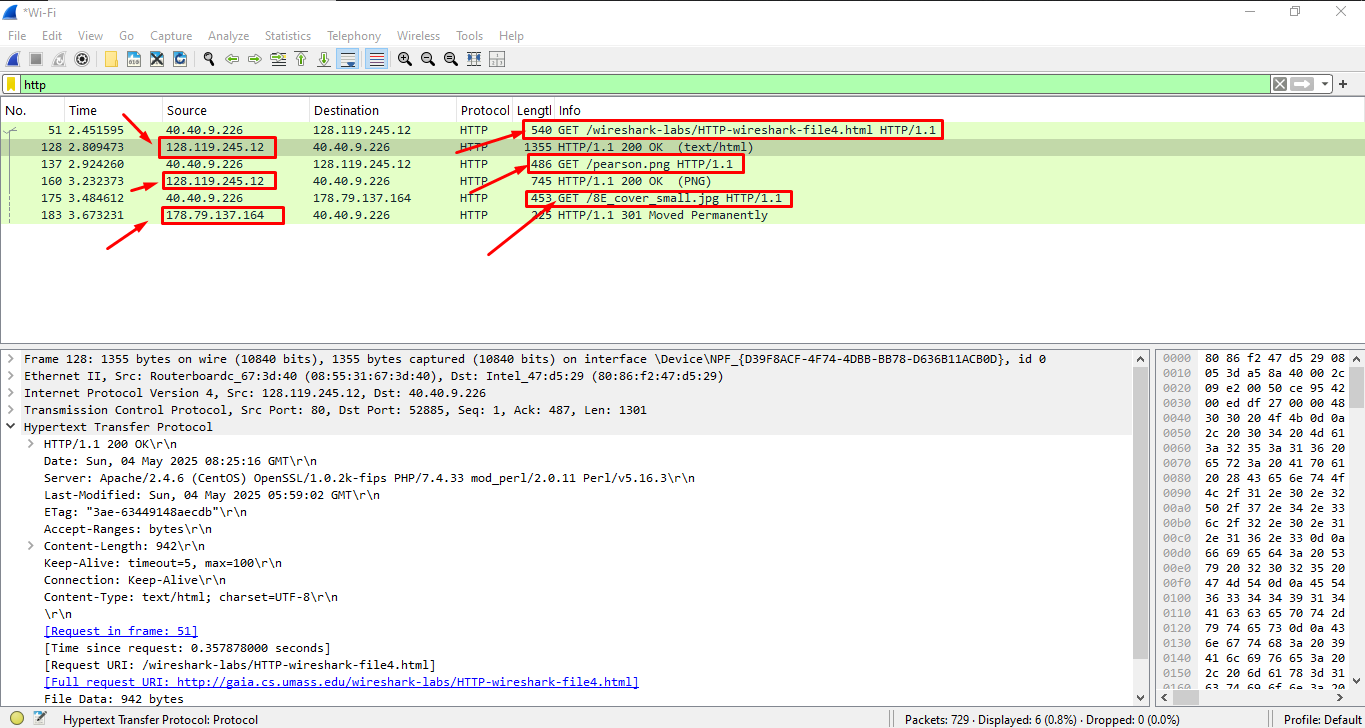 *Wi-Fi
File Edit View Go Capture Analyze Statistics Telephony Wireless Tools Help
http
No. Time Source Destination Protocol Lengtl Info
51 2.451595 40.40.9.226 128.119.245.12 HTTP 540 GET /wireshark-labs/HTTP-wireshark-file4.html HTTP/1.1
128 2.809473 128.119.245.12 40.40.9.226 HTTP 1355 HTTP/1.1 200 OK (text/html)
137 2.924260 40.40.9.226 128.119.245.12 HTTP 486 GET /pearson.png HTTP/1.1
160 3.232373 128.119.245.12 40.40.9.226 HTTP 745 HTTP/1.1 200 OK (PNG)
175 3.484612 40.40.9.226 178.79.137.164 HTTP 453 GET /8E_cover_small.jpg HTTP/1.1
183 3.673231 178.79.137.164 40.40.9.226 HTTP 225 HTTP/1.1 301 Moved Permanently
Frame 128: 1355 bytes on wire (10840 bits), 1355 bytes captured (10840 bits) on interface \Device\NPF_{D39F8ACF-4F74-4DBB-BB78-D636B11ACB0D}, id 0
Ethernet II, Src: Routerboardc_67:3d:40 (08:55:31:67:3d:40), Dst: Intel_47:d5:29 (80:86:f2:47:d5:29)
Internet Protocol Version 4, Src: 128.119.245.12, Dst: 40.40.9.226
Transmission Control Protocol, Src Port: 80, Dst Port: 52885, Seq: 1, Ack: 487, Len: 1301
Hypertext Transfer Protocol
HTTP/1.1 200 OK\r\n
Date: Sun, 04 May 2025 08:25:16 GMT\r\n
Server: Apache/2.4.6 (CentOS) OpenSSL/1.0.2k-fips PHP/7.4.33 mod_perl/2.0.11 Perl/v5.16.3\r\n
Last-Modified: Sun, 04 May 2025 05:59:02 GMT\r\n
ETag: "3ae-63449148aecdb"\r\n
Accept-Ranges: bytes\r\n
Content-Length: 942\r\n
Keep-Alive: timeout=5, max=100\r\n
Connection: Keep-Alive\r\n
Content-Type: text/html; charset=UTF-8\r\n
\r\n
[Request in frame: 51]
[Time since request: 0.357878000 seconds]
[Request URI: /wireshark-labs/HTTP-wireshark-file4.html]
[Full request URI: http://gaia.cs.umass.edu/wireshark-labs/HTTP-wireshark-file4.html]
File Data: 942 bytes
0000 80 86 f2 47 d5 29 08
0010 05 3d a5 8a 40 00 2c
0020 09 e2 00 50 ce 95 42
0030 00 ed df 27 00 00 48
0040 30 30 20 4f 4b 0d 0a
0050 2c 20 30 34 20 4d 61
0060 3a 32 35 3a 31 36 20
0070 65 72 3a 20 41 70 61
0080 20 28 43 65 6e 74 4f
0090 4c 2f 31 2e 30 2e 32
00a0 50 2f 37 2e 34 2e 33
00b0 6c 2f 32 2e 30 2e 31
00c0 2e 31 36 2e 33 0d 0a
00d0 66 69 65 64 3a 20 53
00e0 79 20 32 30 32 35 20
00f0 47 4d 54 0d 0a 45 54
0100 36 33 34 34 39 31 34
0110 41 63 63 65 70 74 2d
0120 79 74 65 73 0d 0a 43
0130 6e 67 74 68 3a 20 39
0140 41 6c 69 76 65 3a 20
0150 2c 20 6d 61 78 3d 31
0160 63 74 69 6f 6e 3a 20
Hypertext Transfer Protocol: Protocol
Packets: 729 · Displayed: 6 (0.8%) · Dropped: 0 (0.0%)
Profile: Default